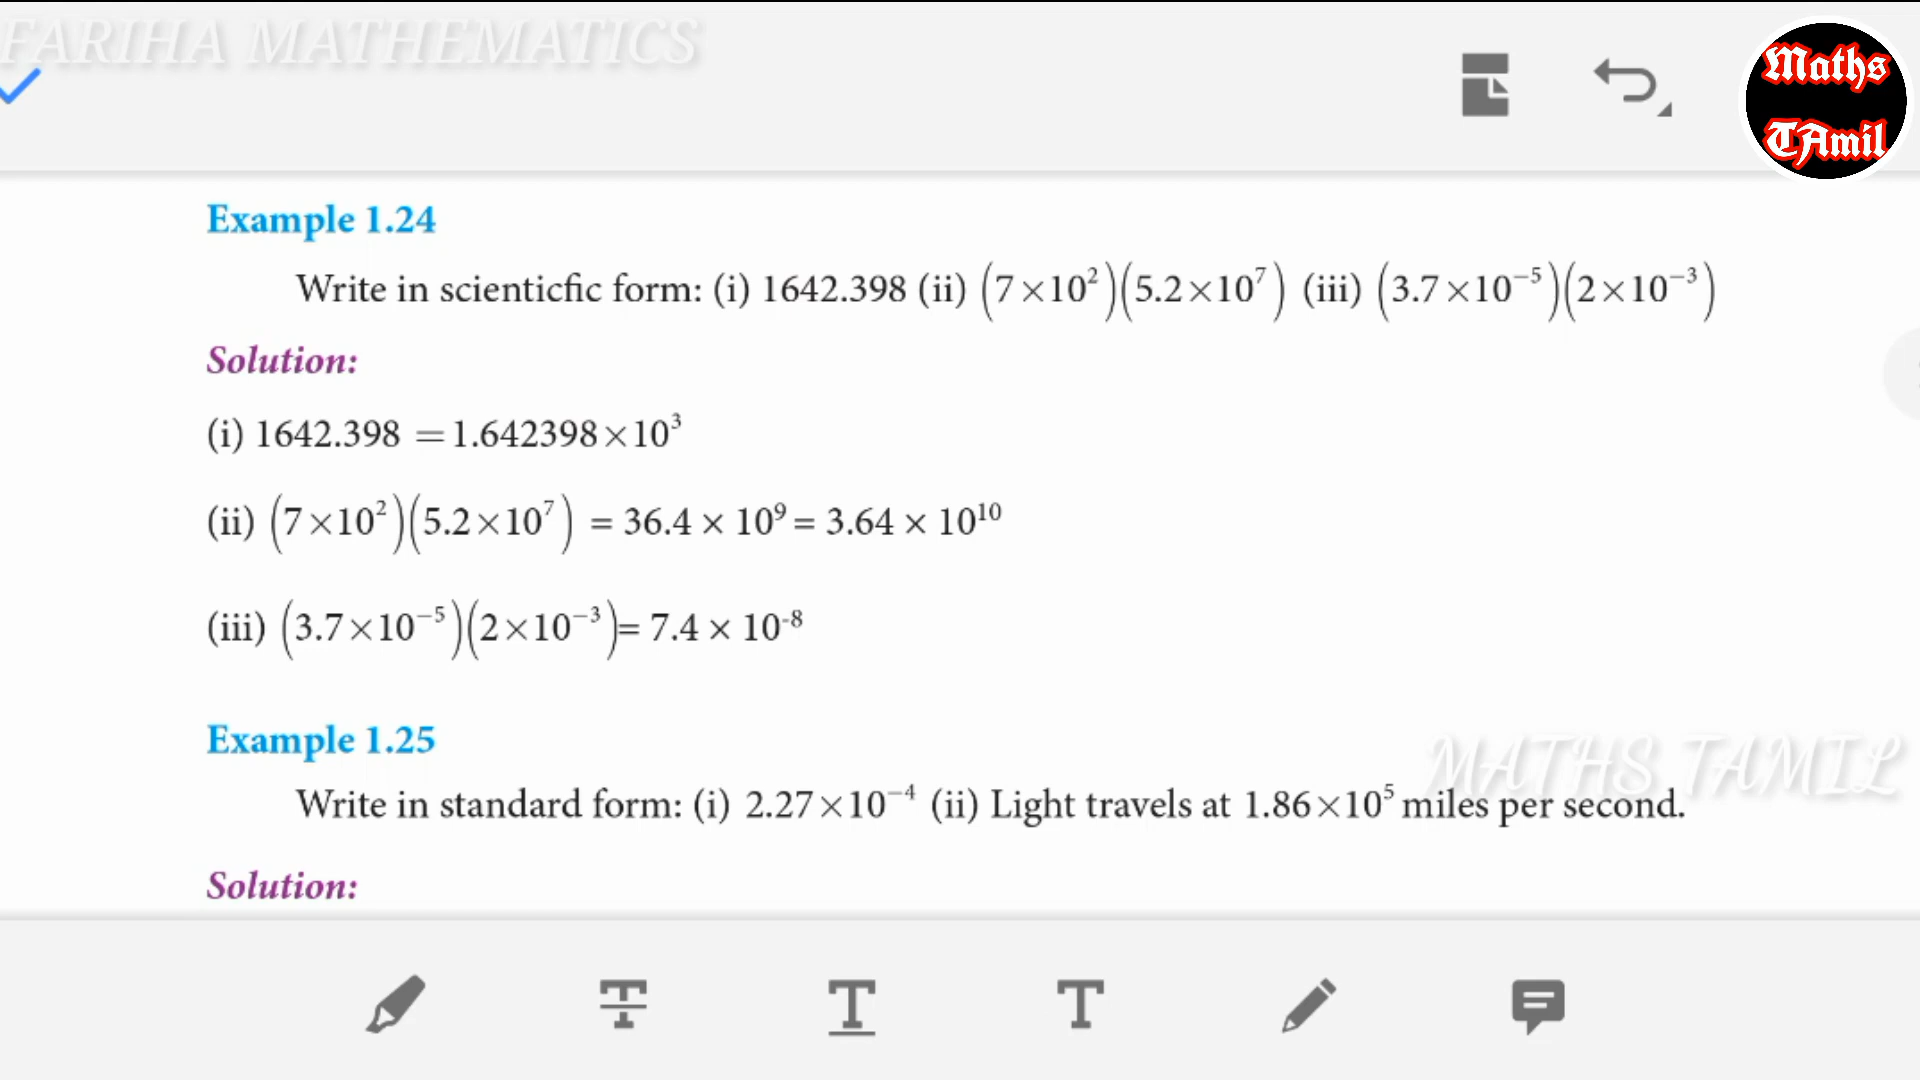 FARIHA MATHEMATICS
Maths
TAmil
Example 1.24
Write in scienticfic form: (i) 1642.398 (ii) (7×10²)(5.2×10⁷) (iii) (3.7×10⁻⁵)(2×10⁻³)
Solution:
(i) 1642.398 = 1.642398×10³
(ii) (7×10²)(5.2×10⁷) = 36.4 × 10⁹ = 3.64 × 10¹⁰
(iii) (3.7×10⁻⁵)(2×10⁻³)= 7.4 × 10⁻⁸
Example 1.25
MATHS TAMIL
Write in standard form: (i) 2.27×10⁻⁴ (ii) Light travels at 1.86×10⁵ miles per second.
Solution: